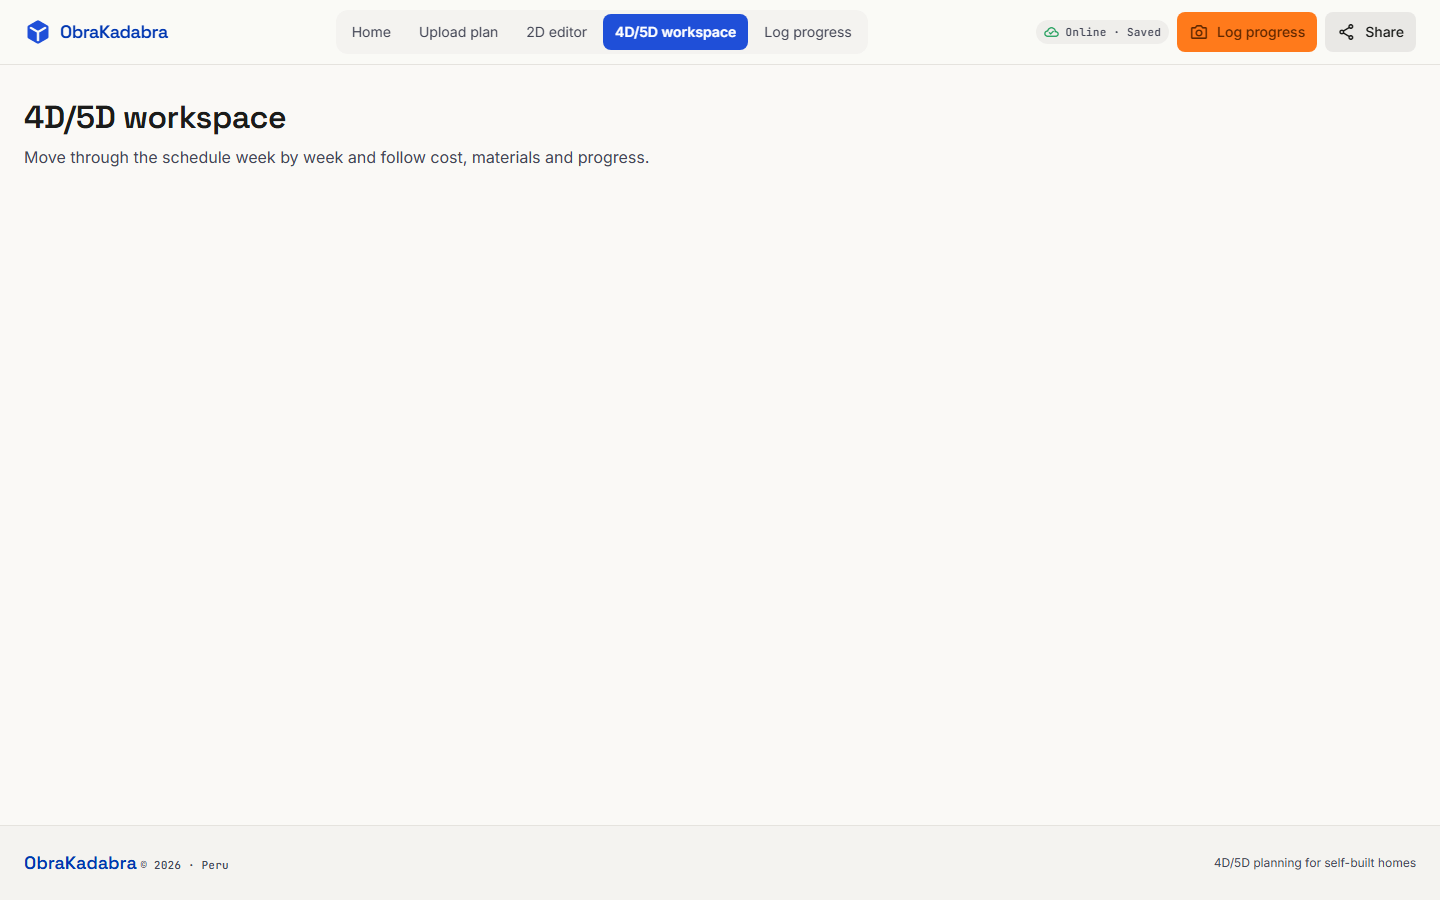 ObraKadabra
Home
Upload plan
2D editor
4D/5D workspace
Log progress
Online · Saved
Log progress
Share
4D/5D workspace
Move through the schedule week by week and follow cost, materials and progress.
ObraKadabra © 2026 · Peru
4D/5D planning for self-built homes